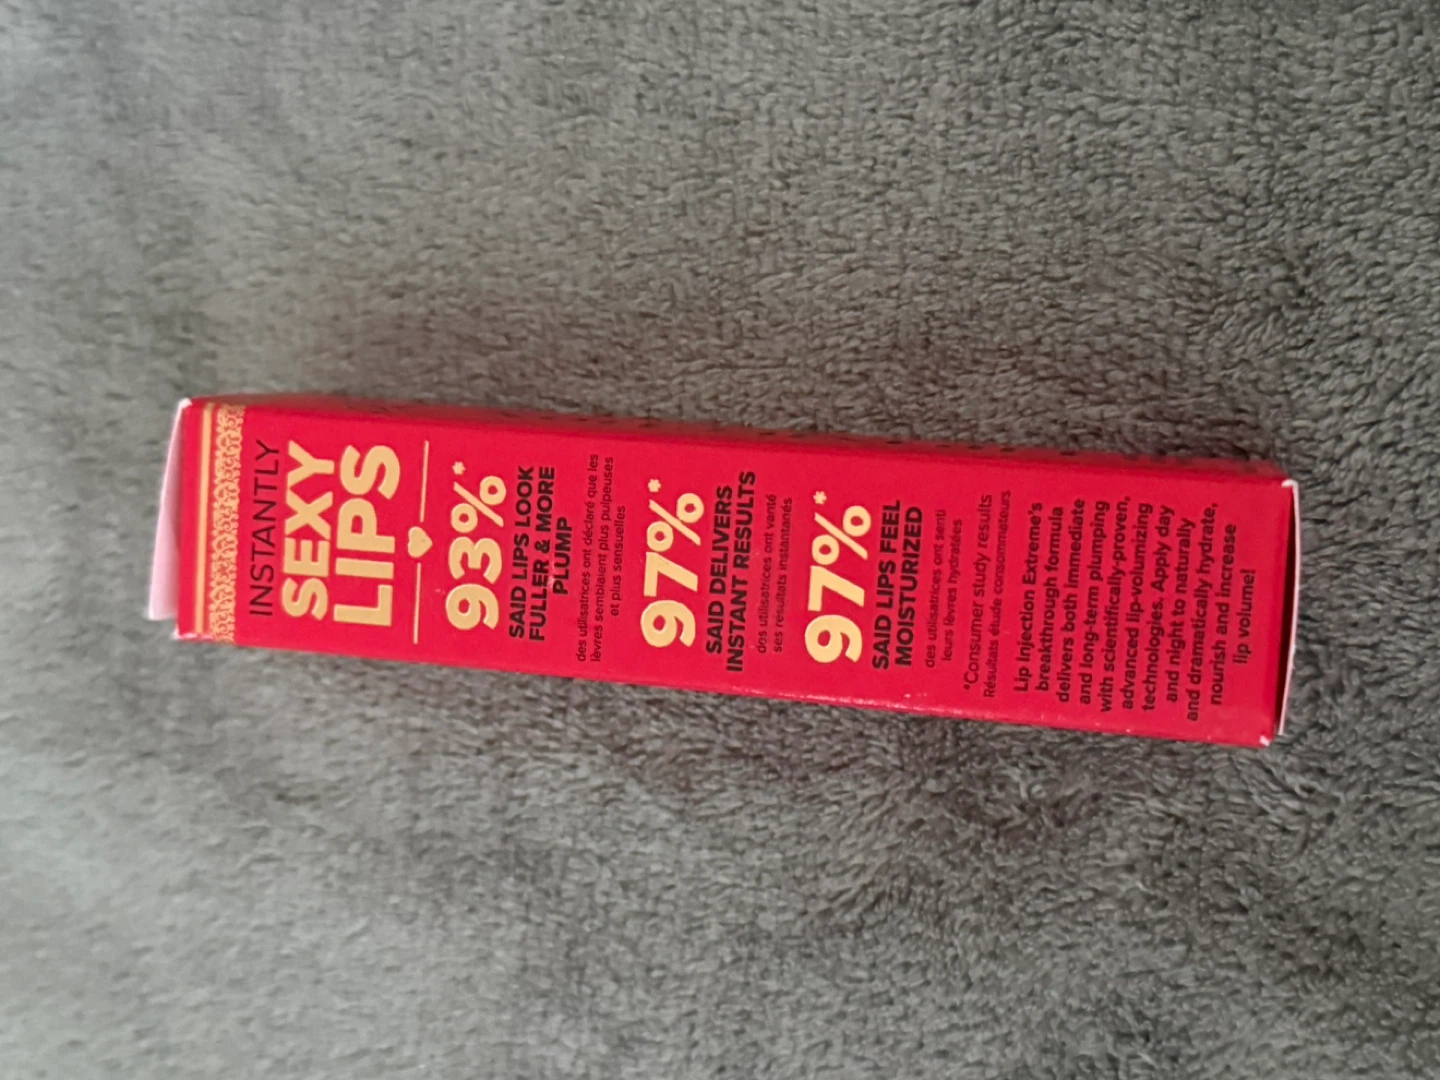 INSTANTLY
SEXY
LIPS
93%*
SAID LIPS LOOK
FULLER & MORE
PLUMP
des utilisatrices ont déclaré que les
lèvres semblaient plus pulpeuses
et plus sensuelles
97%*
SAID DELIVERS
INSTANT RESULTS
des utilisatrices ont vanté
ses résultats instantanés
97%*
SAID LIPS FEEL
MOISTURIZED
des utilisatrices ont senti
leurs lèvres hydratées
*Consumer study results
Résultats étude consommateurs
Lip Injection Extreme's
breakthrough formula
delivers both immediate
and long-term plumping
with scientifically-proven,
advanced lip-volumizing
technologies. Apply day
and night to naturally
and dramatically hydrate,
nourish and increase
lip volume!